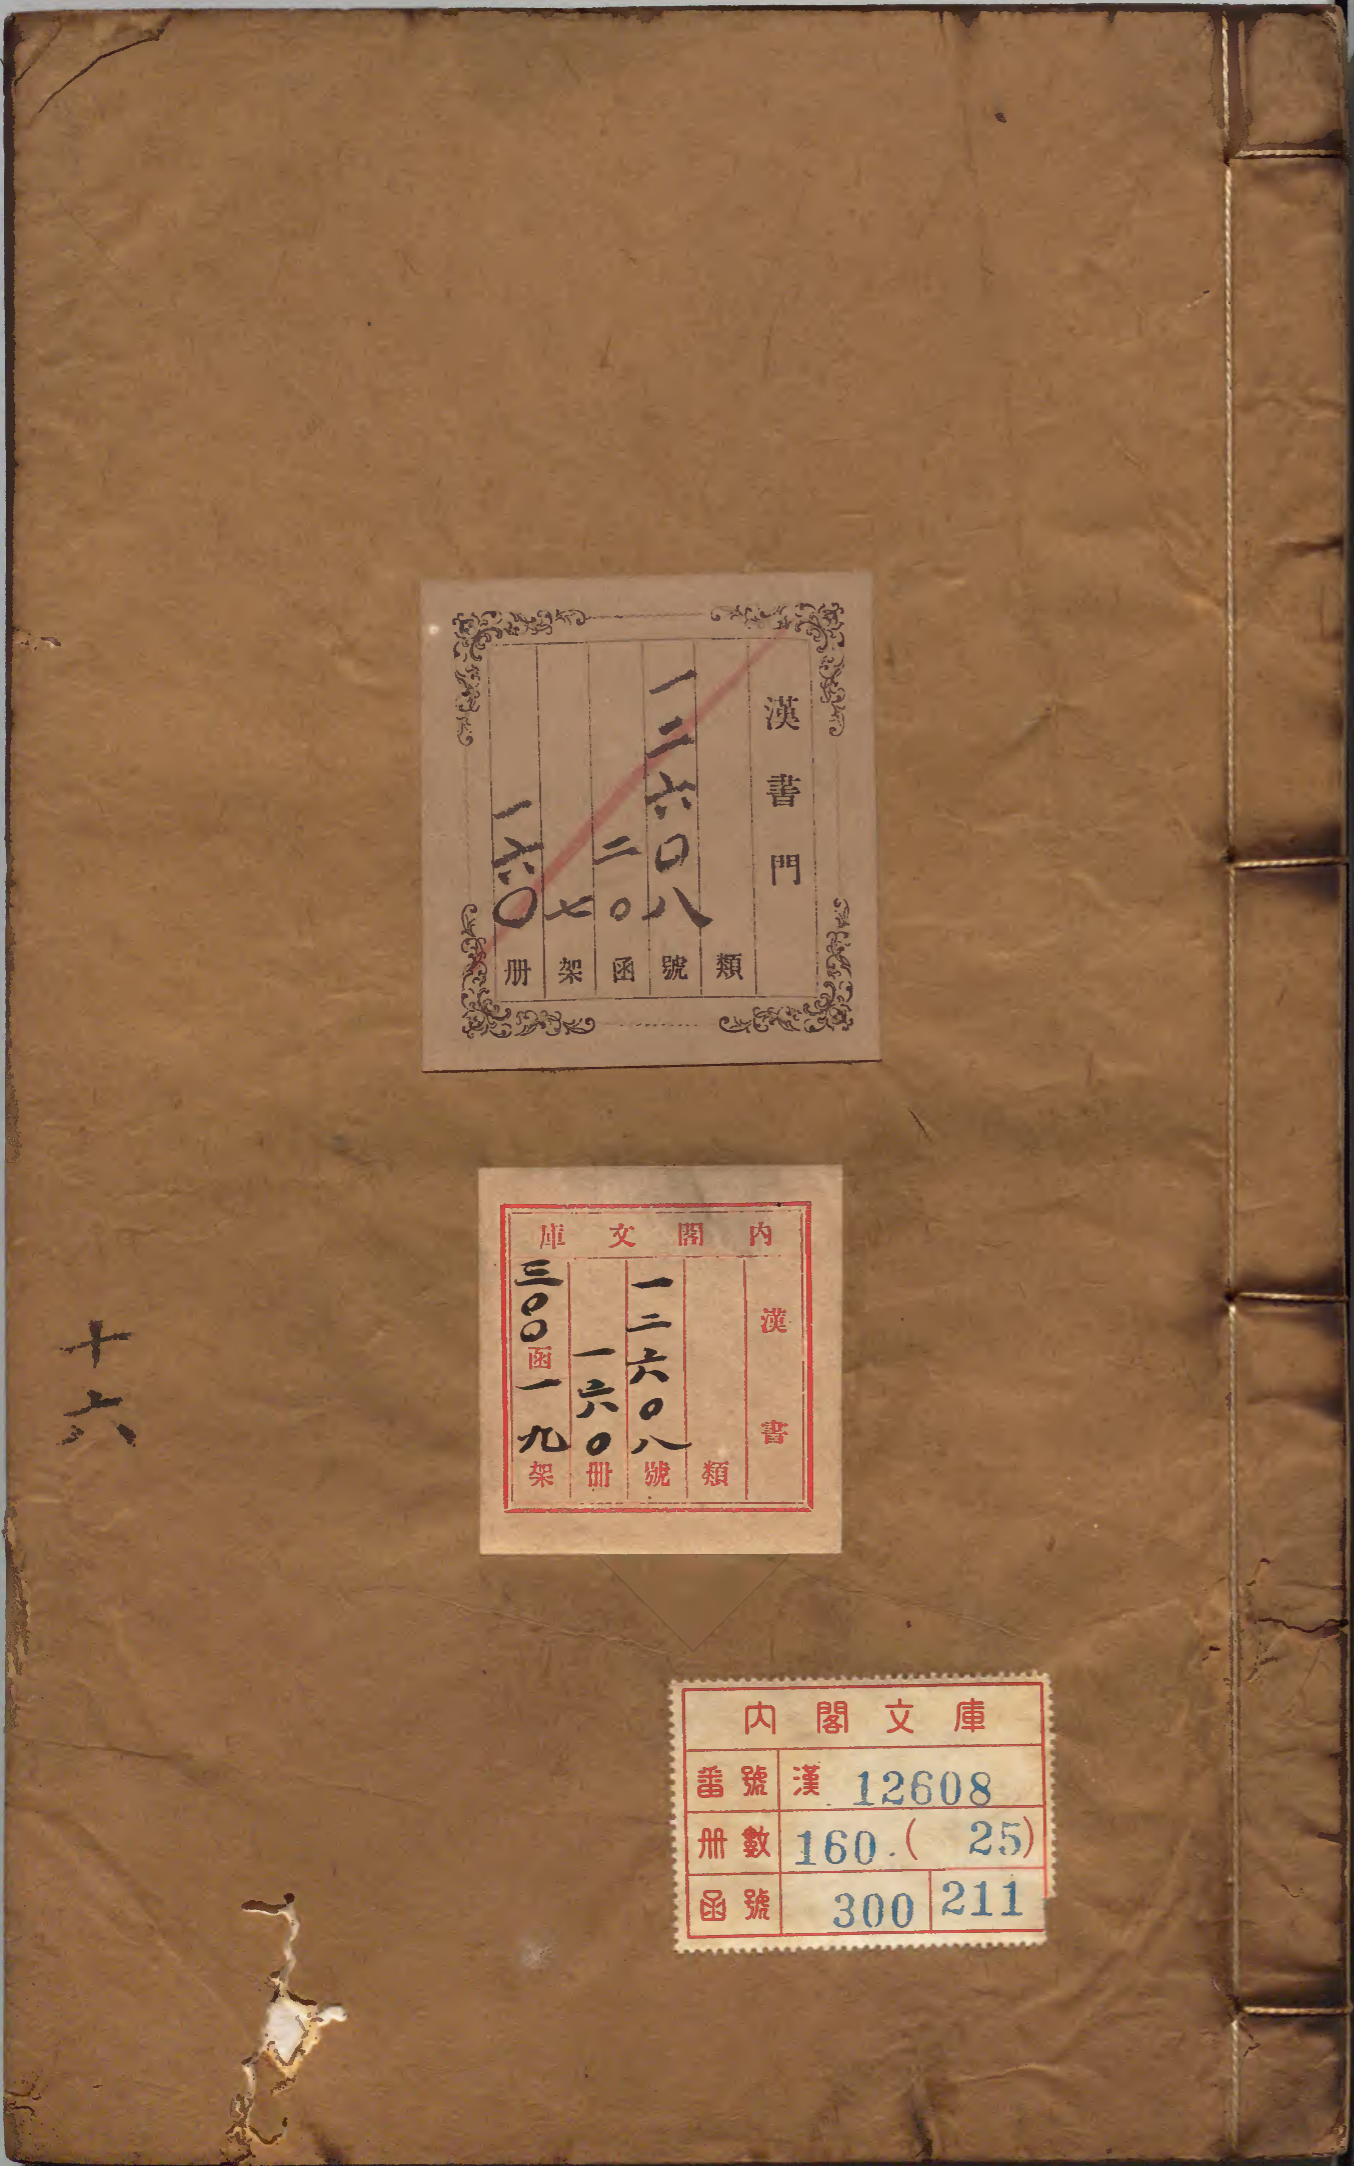 漢書門
類
一二六〇八號
二〇函
七架
一六〇册
内閣文庫
漢書
類
一二六〇八號
一六〇冊
三〇〇函一九架
十六
內閣文庫
番號 漢 12608
冊數 160.( 25)
函號 300 211